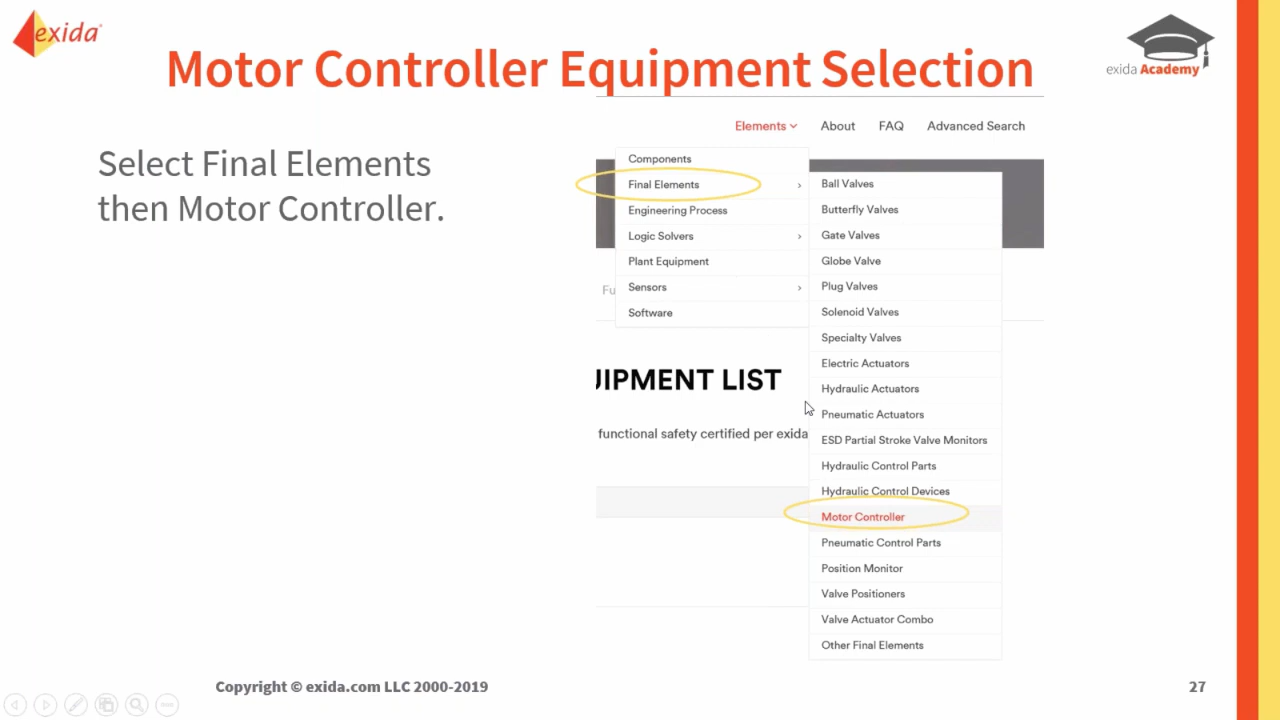 exida
exida Academy
Motor Controller Equipment Selection
Select Final Elements
then Motor Controller.
Elements
About
FAQ
Advanced Search
Components
Final Elements
Engineering Process
Logic Solvers
Plant Equipment
Sensors
Software
Fu
Ball Valves
Butterfly Valves
Gate Valves
Globe Valve
Plug Valves
Solenoid Valves
Specialty Valves
Electric Actuators
Hydraulic Actuators
Pneumatic Actuators
ESD Partial Stroke Valve Monitors
Hydraulic Control Parts
Hydraulic Control Devices
Motor Controller
Pneumatic Control Parts
Position Monitor
Valve Positioners
Valve Actuator Combo
Other Final Elements
UIPMENT LIST
functional safety certified per exida
Copyright © exida.com LLC 2000-2019
27